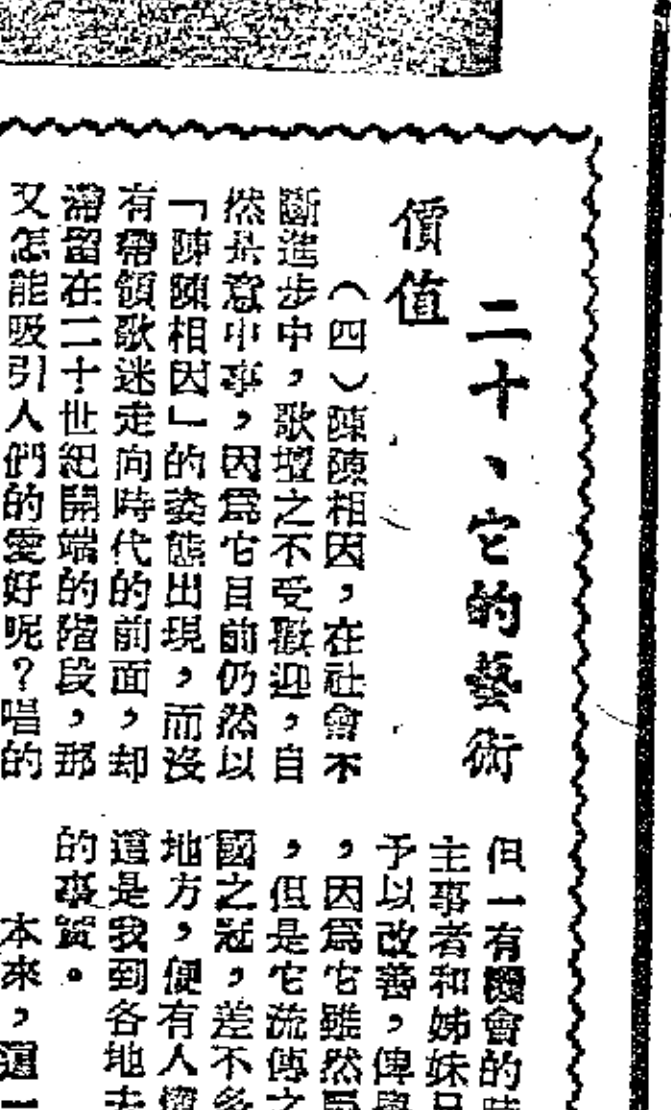 二十、它的藝術
價值
（四）陳陳相因，在社會不
斷進步中，歌壇之不受歡迎，自
然是意中事，因爲它目前仍然以
「陳陳相因」的姿態出現，而沒
有帶領歌迷走向時代的前面，却
滯留在二十世紀開端的階段，那
又怎能吸引人們的愛好呢？唱的
但一有機會的時
主事者和姊妹
予以改善，俾
，因爲它雖然
，但是它流傳之
國之冠，差不多
地方，便有人
這是我到各地去
的事實。
本來，這一